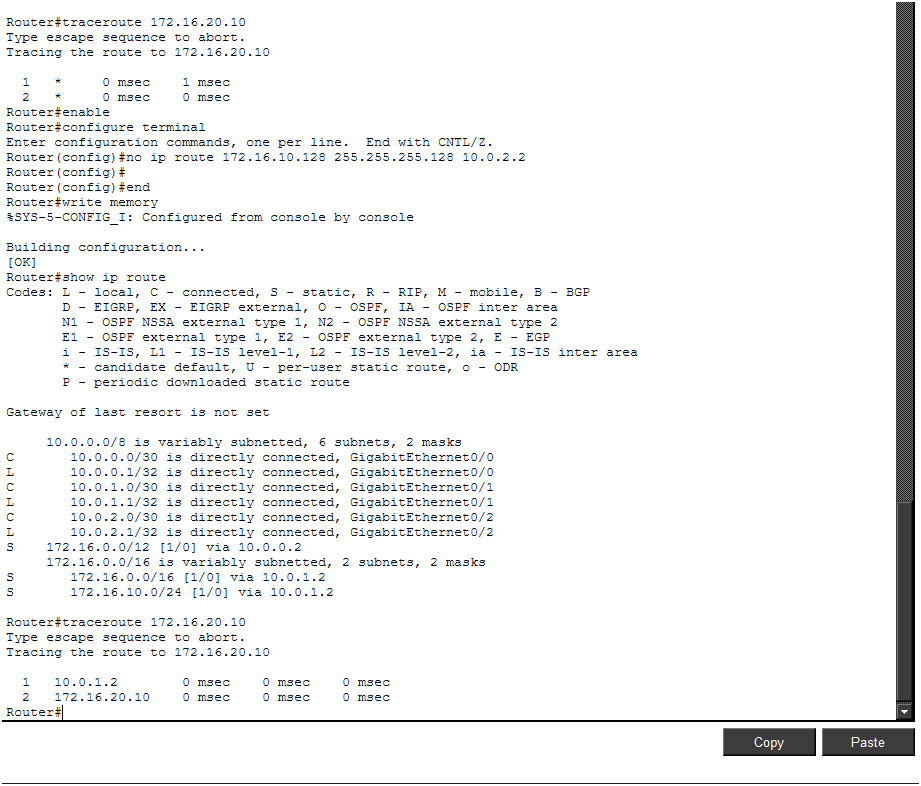 Router#traceroute 172.16.20.10
Type escape sequence to abort.
Tracing the route to 172.16.20.10
1 * 0 msec 1 msec
2 * 0 msec 0 msec
Router#enable
Router#configure terminal
Enter configuration commands, one per line. End with CNTL/Z.
Router(config)#no ip route 172.16.10.128 255.255.255.128 10.0.2.2
Router(config)#
Router(config)#end
Router#write memory
%SYS-5-CONFIG_I: Configured from console by console
Building configuration...
[OK]
Router#show ip route
Codes: L - local, C - connected, S - static, R - RIP, M - mobile, B - BGP
D - EIGRP, EX - EIGRP external, O - OSPF, IA - OSPF inter area
N1 - OSPF NSSA external type 1, N2 - OSPF NSSA external type 2
E1 - OSPF external type 1, E2 - OSPF external type 2, E - EGP
i - IS-IS, L1 - IS-IS level-1, L2 - IS-IS level-2, ia - IS-IS inter area
* - candidate default, U - per-user static route, o - ODR
P - periodic downloaded static route
Gateway of last resort is not set
10.0.0.0/8 is variably subnetted, 6 subnets, 2 masks
C 10.0.0.0/30 is directly connected, GigabitEthernet0/0
L 10.0.0.1/32 is directly connected, GigabitEthernet0/0
C 10.0.1.0/30 is directly connected, GigabitEthernet0/1
L 10.0.1.1/32 is directly connected, GigabitEthernet0/1
C 10.0.2.0/30 is directly connected, GigabitEthernet0/2
L 10.0.2.1/32 is directly connected, GigabitEthernet0/2
S 172.16.0.0/12 [1/0] via 10.0.0.2
172.16.0.0/16 is variably subnetted, 2 subnets, 2 masks
S 172.16.0.0/16 [1/0] via 10.0.1.2
S 172.16.10.0/24 [1/0] via 10.0.1.2
Router#traceroute 172.16.20.10
Type escape sequence to abort.
Tracing the route to 172.16.20.10
1 10.0.1.2 0 msec 0 msec 0 msec
2 172.16.20.10 0 msec 0 msec 0 msec
Router#
Copy Paste